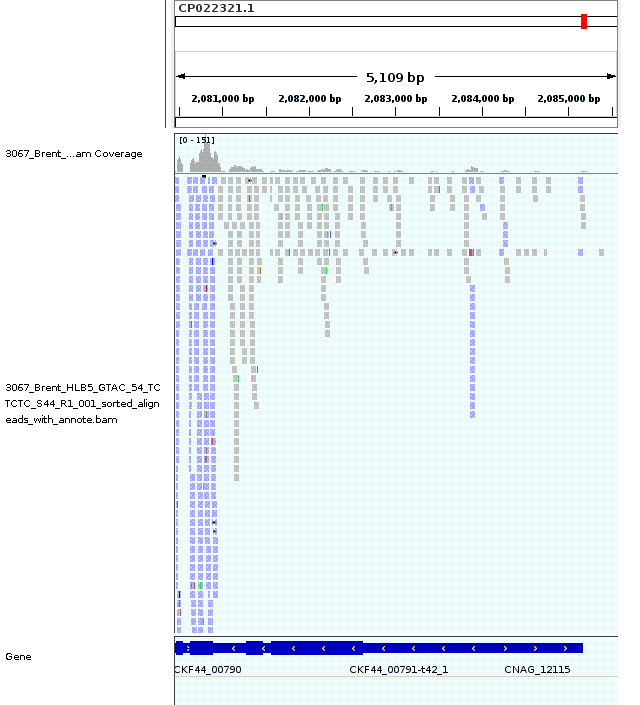 CP022321.1
5,109 bp
2,081,000 bp 2,082,000 bp 2,083,000 bp 2,084,000 bp 2,085,000 bp
[0 - 151]
3067_Brent_...am Coverage
3067_Brent_HLB5_GTAC_54_TC
TCTC_S44_R1_001_sorted_align
eads_with_annote.bam
Gene
CKF44_00790 CKF44_00791-t42_1 CNAG_12115